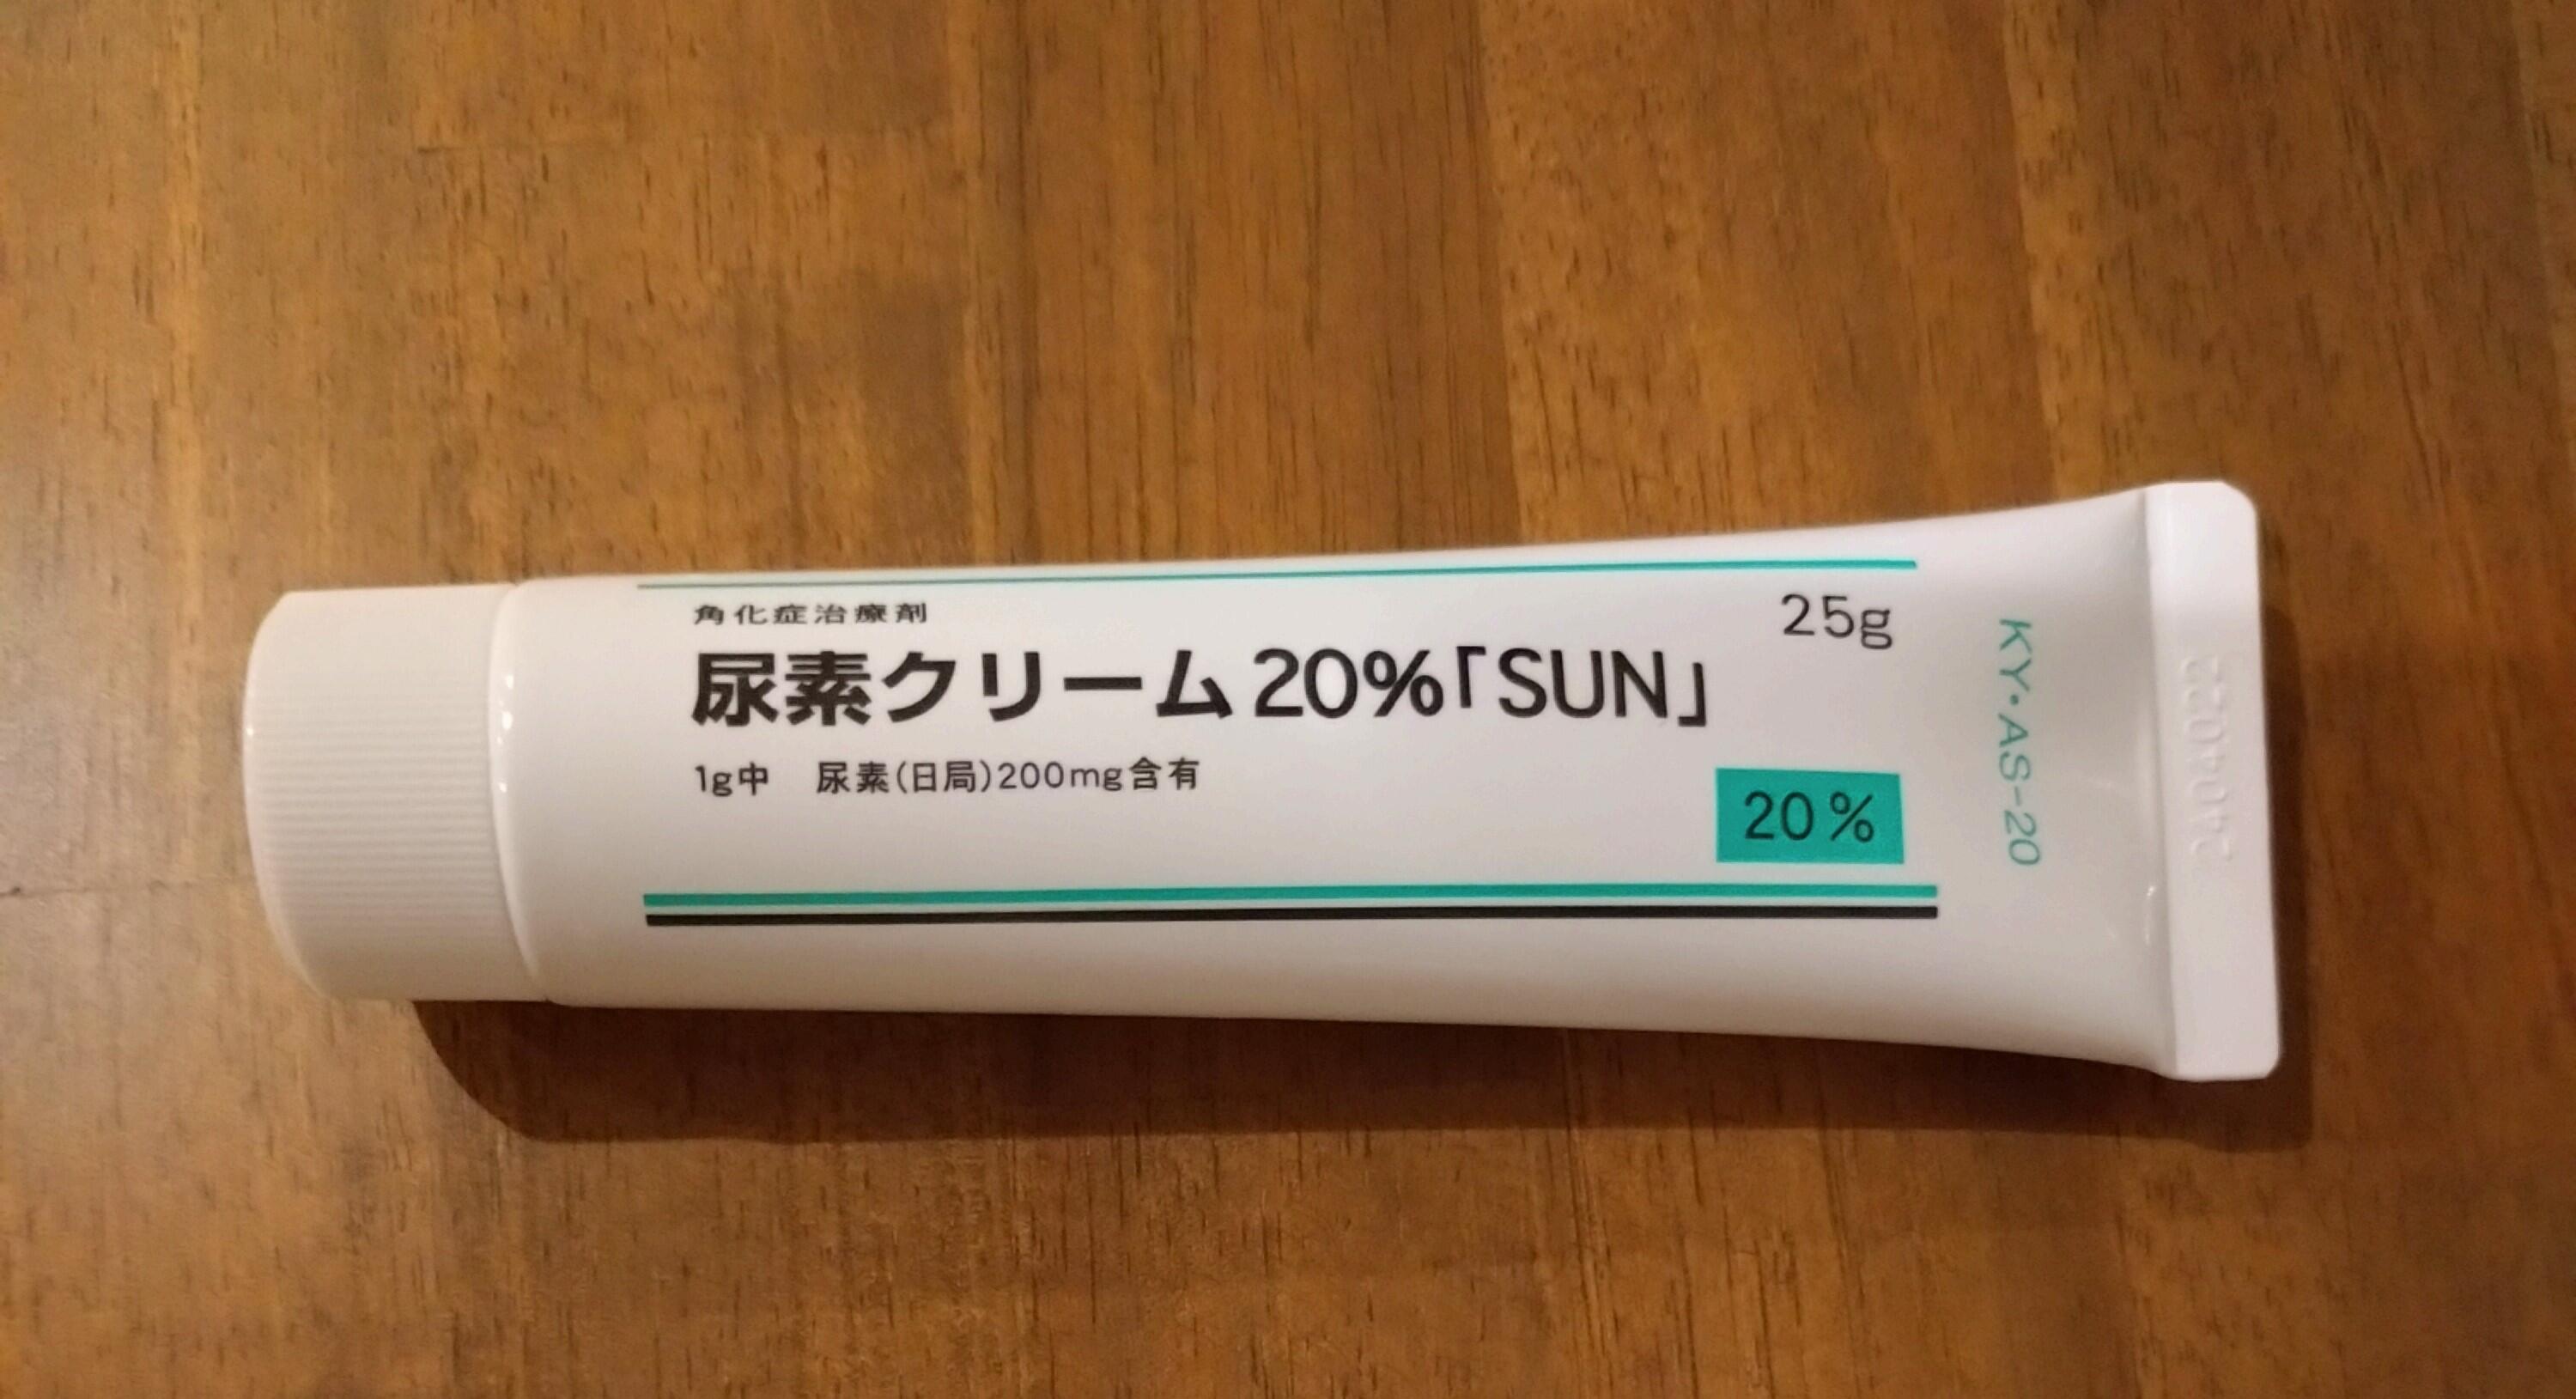 角化症治療剤
25g
尿素クリーム20%「SUN」
1g中 尿素(日局)200mg含有
20%
KY・AS-20